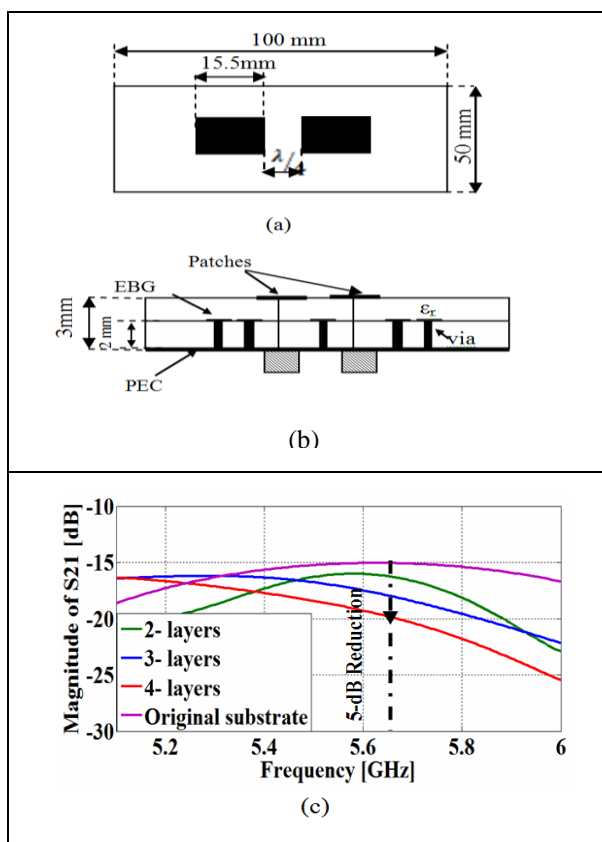 100 mm
15.5mm
λ/4
50 mm
(a)
Patches
EBG
εr
3mm
2 mm
via
PEC
(b)
-10
-15
-20
-25
-30
Magnitude of S21 [dB]
5-dB Reduction
2- layers
3- layers
4- layers
Original substrate
5.2
5.4
5.6
5.8
6
Frequency [GHz]
(c)